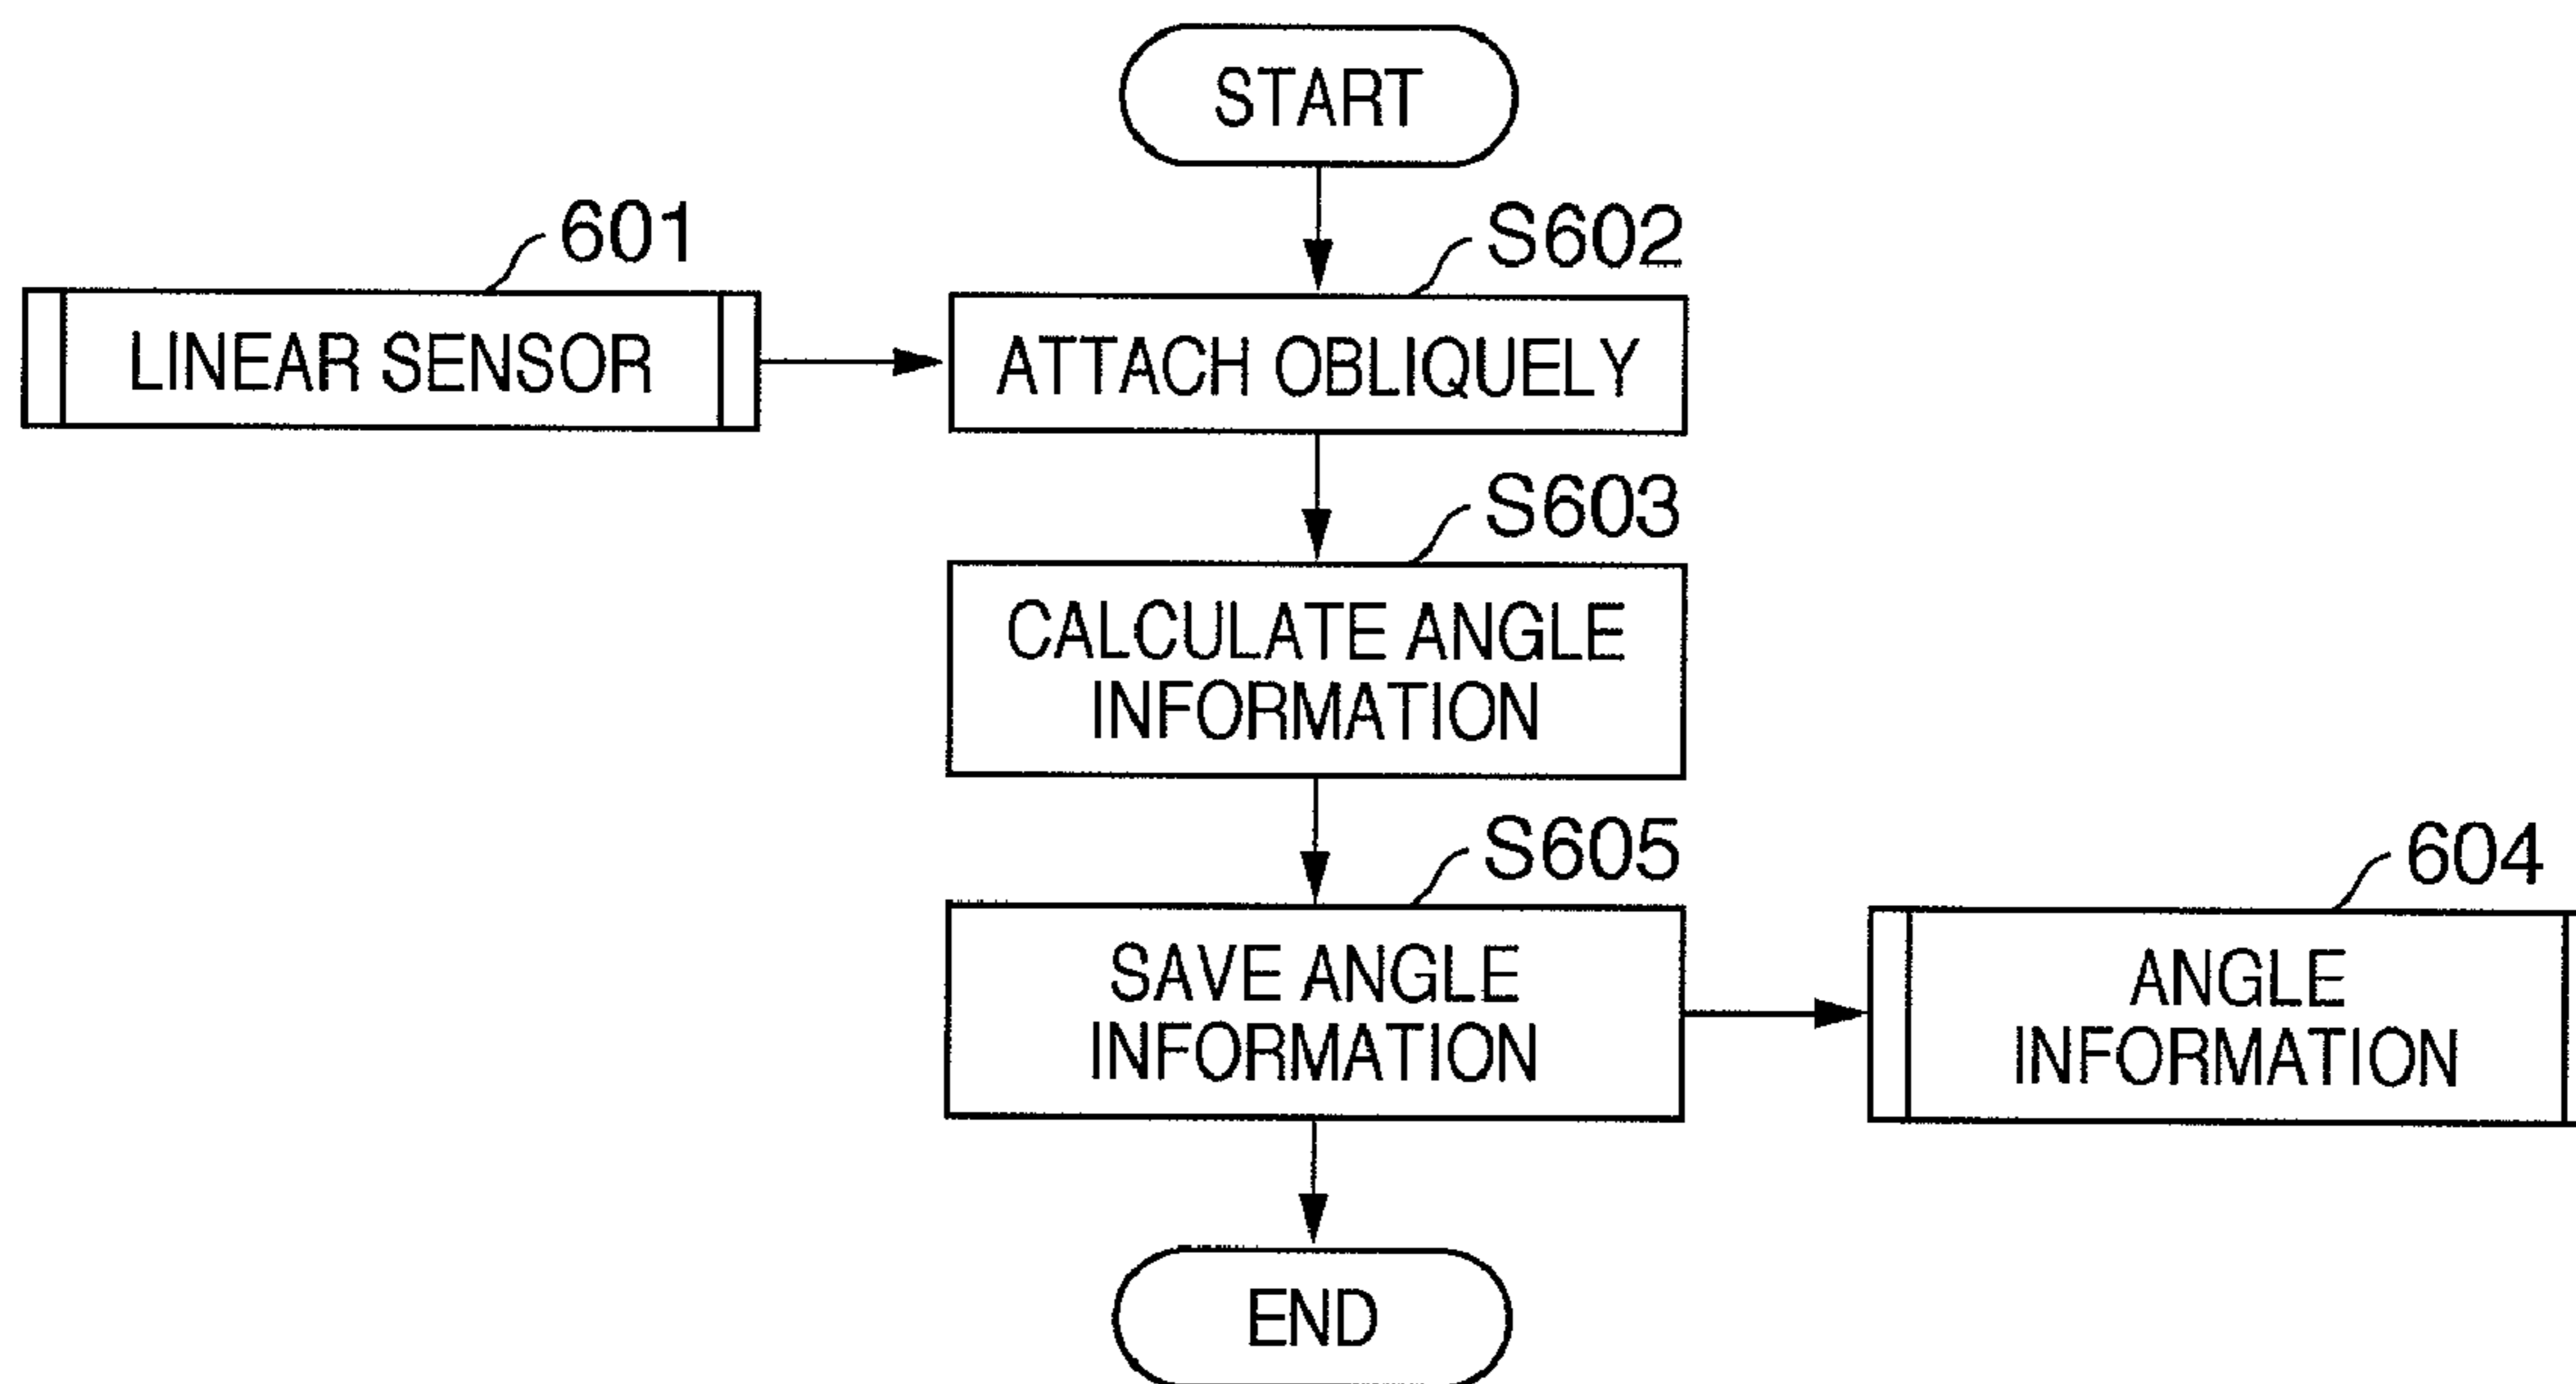 START
601
S602
LINEAR SENSOR
ATTACH OBLIQUELY
S603
CALCULATE ANGLE
INFORMATION
S605
604
SAVE ANGLE
INFORMATION
ANGLE
INFORMATION
END